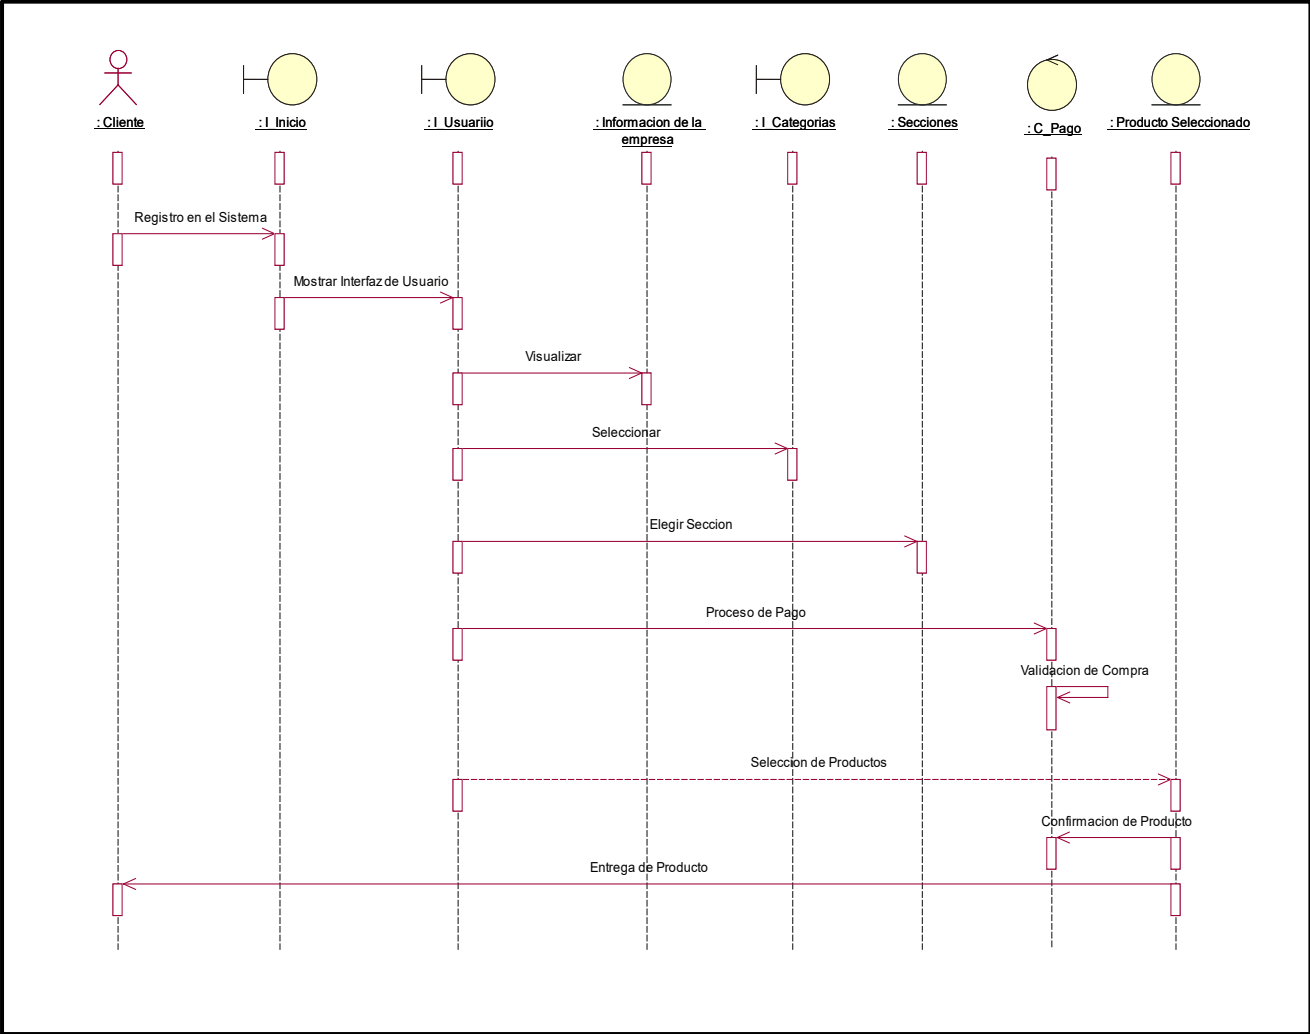 : Cliente
: I_Inicio
: I_Usuariio
: Informacion de la
empresa
: I_Categorias
: Secciones
: C_Pago
: Producto Seleccionado
Registro en el Sistema
Mostrar Interfaz de Usuario
Visualizar
Seleccionar
Elegir Seccion
Proceso de Pago
Validacion de Compra
Seleccion de Productos
Confirmacion de Producto
Entrega de Producto